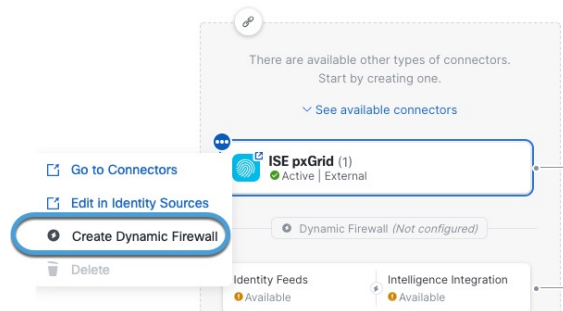 There are available other types of connectors.
Start by creating one.
See available connectors
ISE pxGrid (1)
Active | External
Go to Connectors
Edit in Identity Sources
Create Dynamic Firewall
Dynamic Firewall (Not configured)
Delete
Identity Feeds
Available
Intelligence Integration
Available